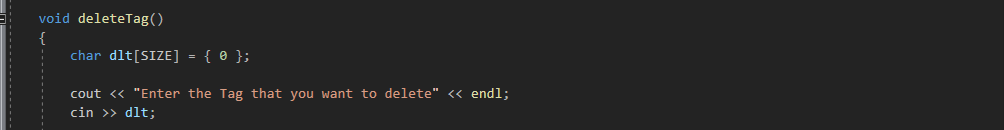 void deleteTag()
{
char dlt[SIZE] = { 0 };
cout << "Enter the Tag that you want to delete" << endl;
cin >> dlt;